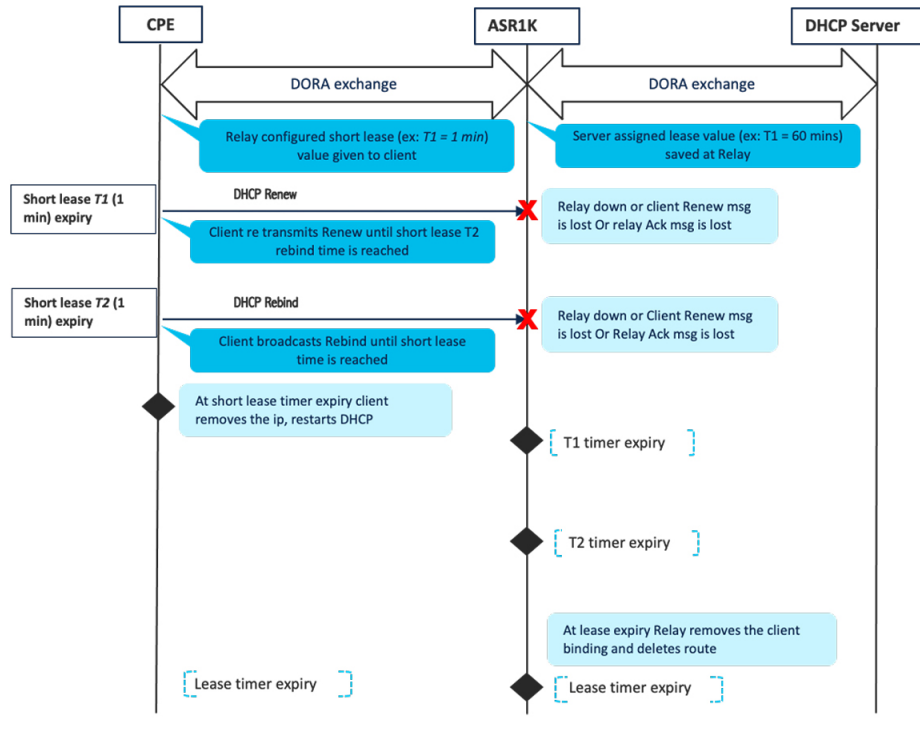 CPE
ASR1K
DHCP Server
DORA exchange
DORA exchange
Relay configured short lease (ex: T1 = 1 min)
value given to client
Server assigned lease value (ex: T1 = 60 mins)
saved at Relay
Short lease T1 (1
min) expiry
DHCP Renew
Relay down or client Renew msg
is lost Or relay Ack msg is lost
Client re transmits Renew until short lease T2
rebind time is reached
Short lease T2 (1
min) expiry
DHCP Rebind
Relay down or Client Renew msg
is lost Or Relay Ack msg is lost
Client broadcasts Rebind until short lease
time is reached
At short lease timer expiry client
removes the ip, restarts DHCP
T1 timer expiry
T2 timer expiry
At lease expiry Relay removes the client
binding and deletes route
Lease timer expiry
Lease timer expiry